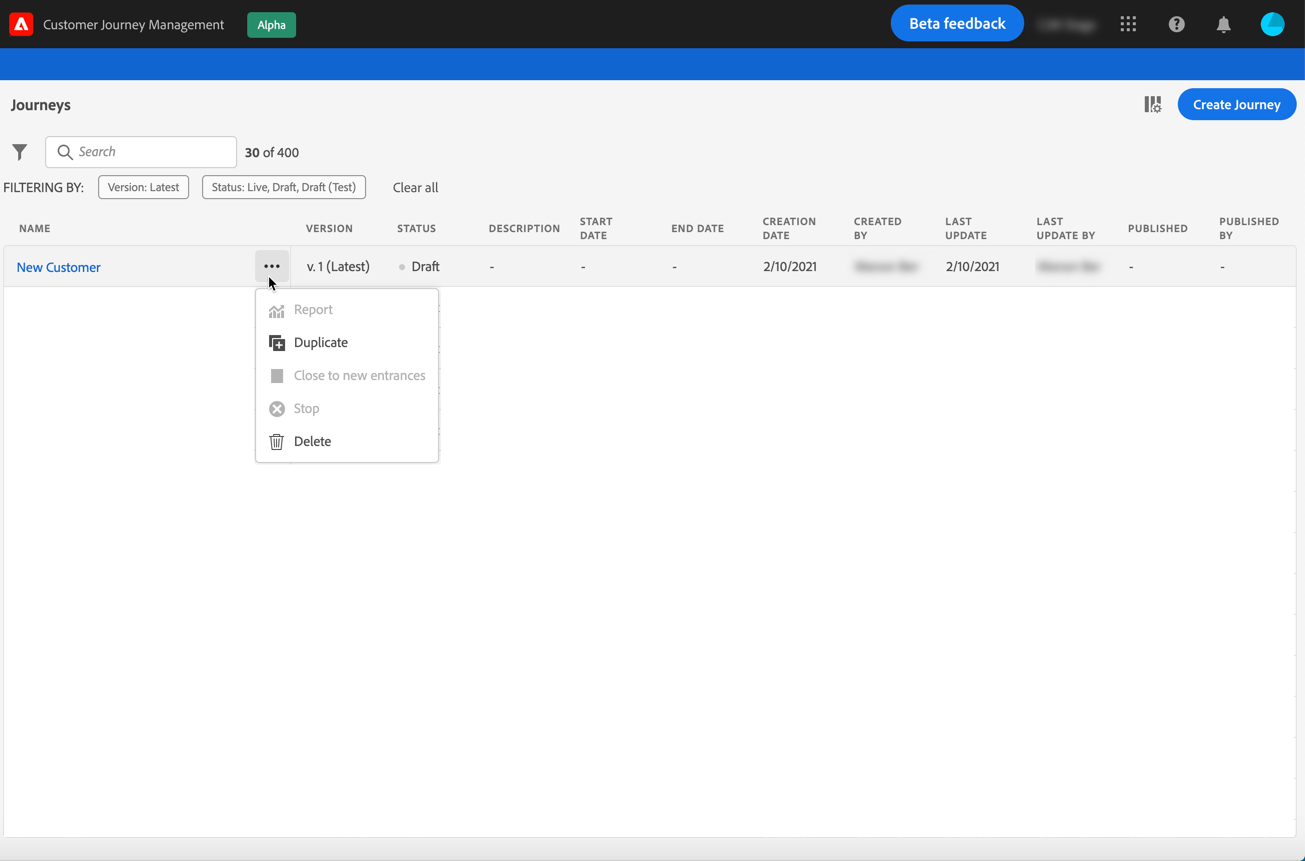 Customer Journey Management Alpha Beta feedback
Journeys Create Journey
Search 30 of 400
FILTERING BY: Version: Latest Status: Live, Draft, Draft (Test) Clear all
NAME VERSION STATUS DESCRIPTION START DATE END DATE CREATION DATE CREATED BY LAST UPDATE LAST UPDATE BY PUBLISHED PUBLISHED BY
New Customer ••• v. 1 (Latest) Draft - - - 2/10/2021 2/10/2021 - -
Report
Duplicate
Close to new entrances
Stop
Delete